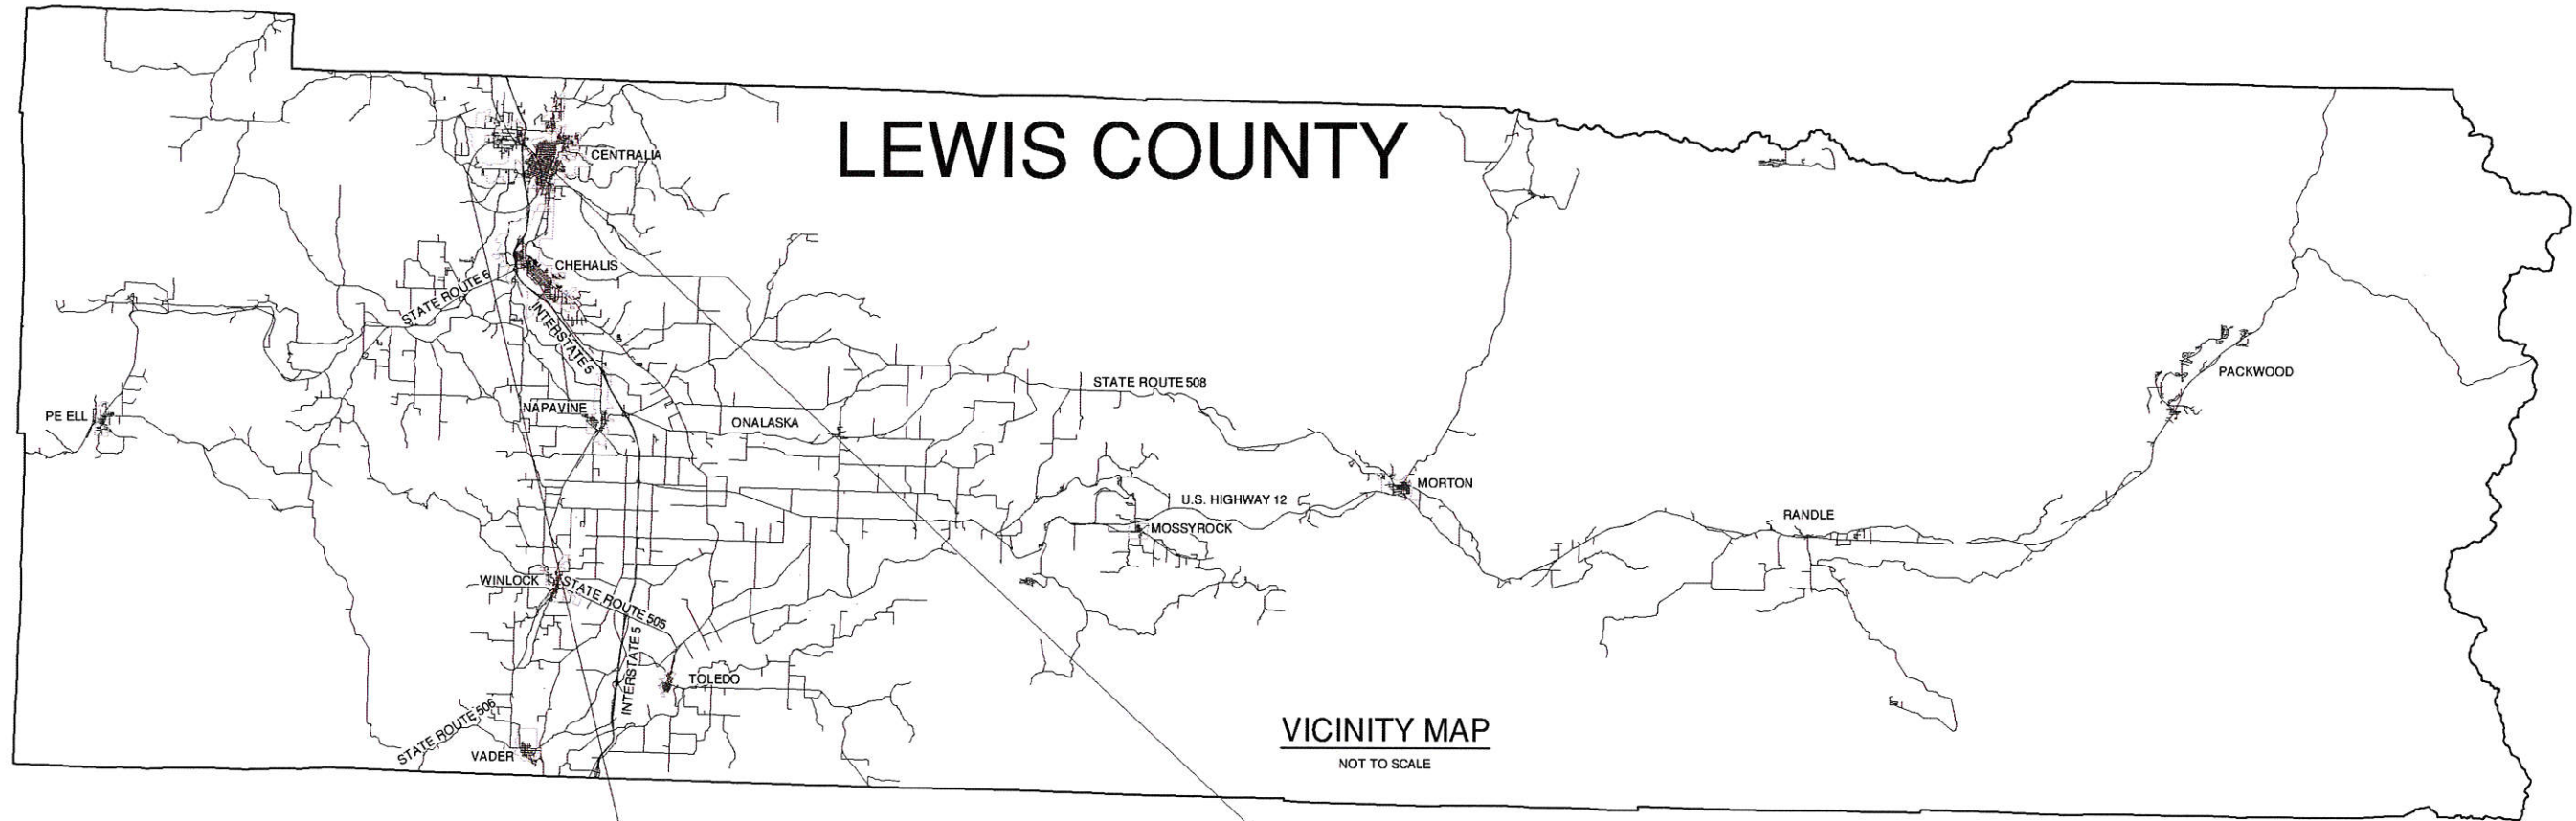 LEWIS COUNTY
CENTRALIA
CHEHALIS
STATE ROUTE 6
INTERSTATE 5
PACKWOOD
STATE ROUTE 508
NAPAVINE
PE ELL
ONALASKA
MORTON
U.S. HIGHWAY 12
RANDLE
MOSSYROCK
WINLOCK
STATE ROUTE 505
INTERSTATE 5
TOLEDO
STATE ROUTE 506
VADER
VICINITY MAP
NOT TO SCALE